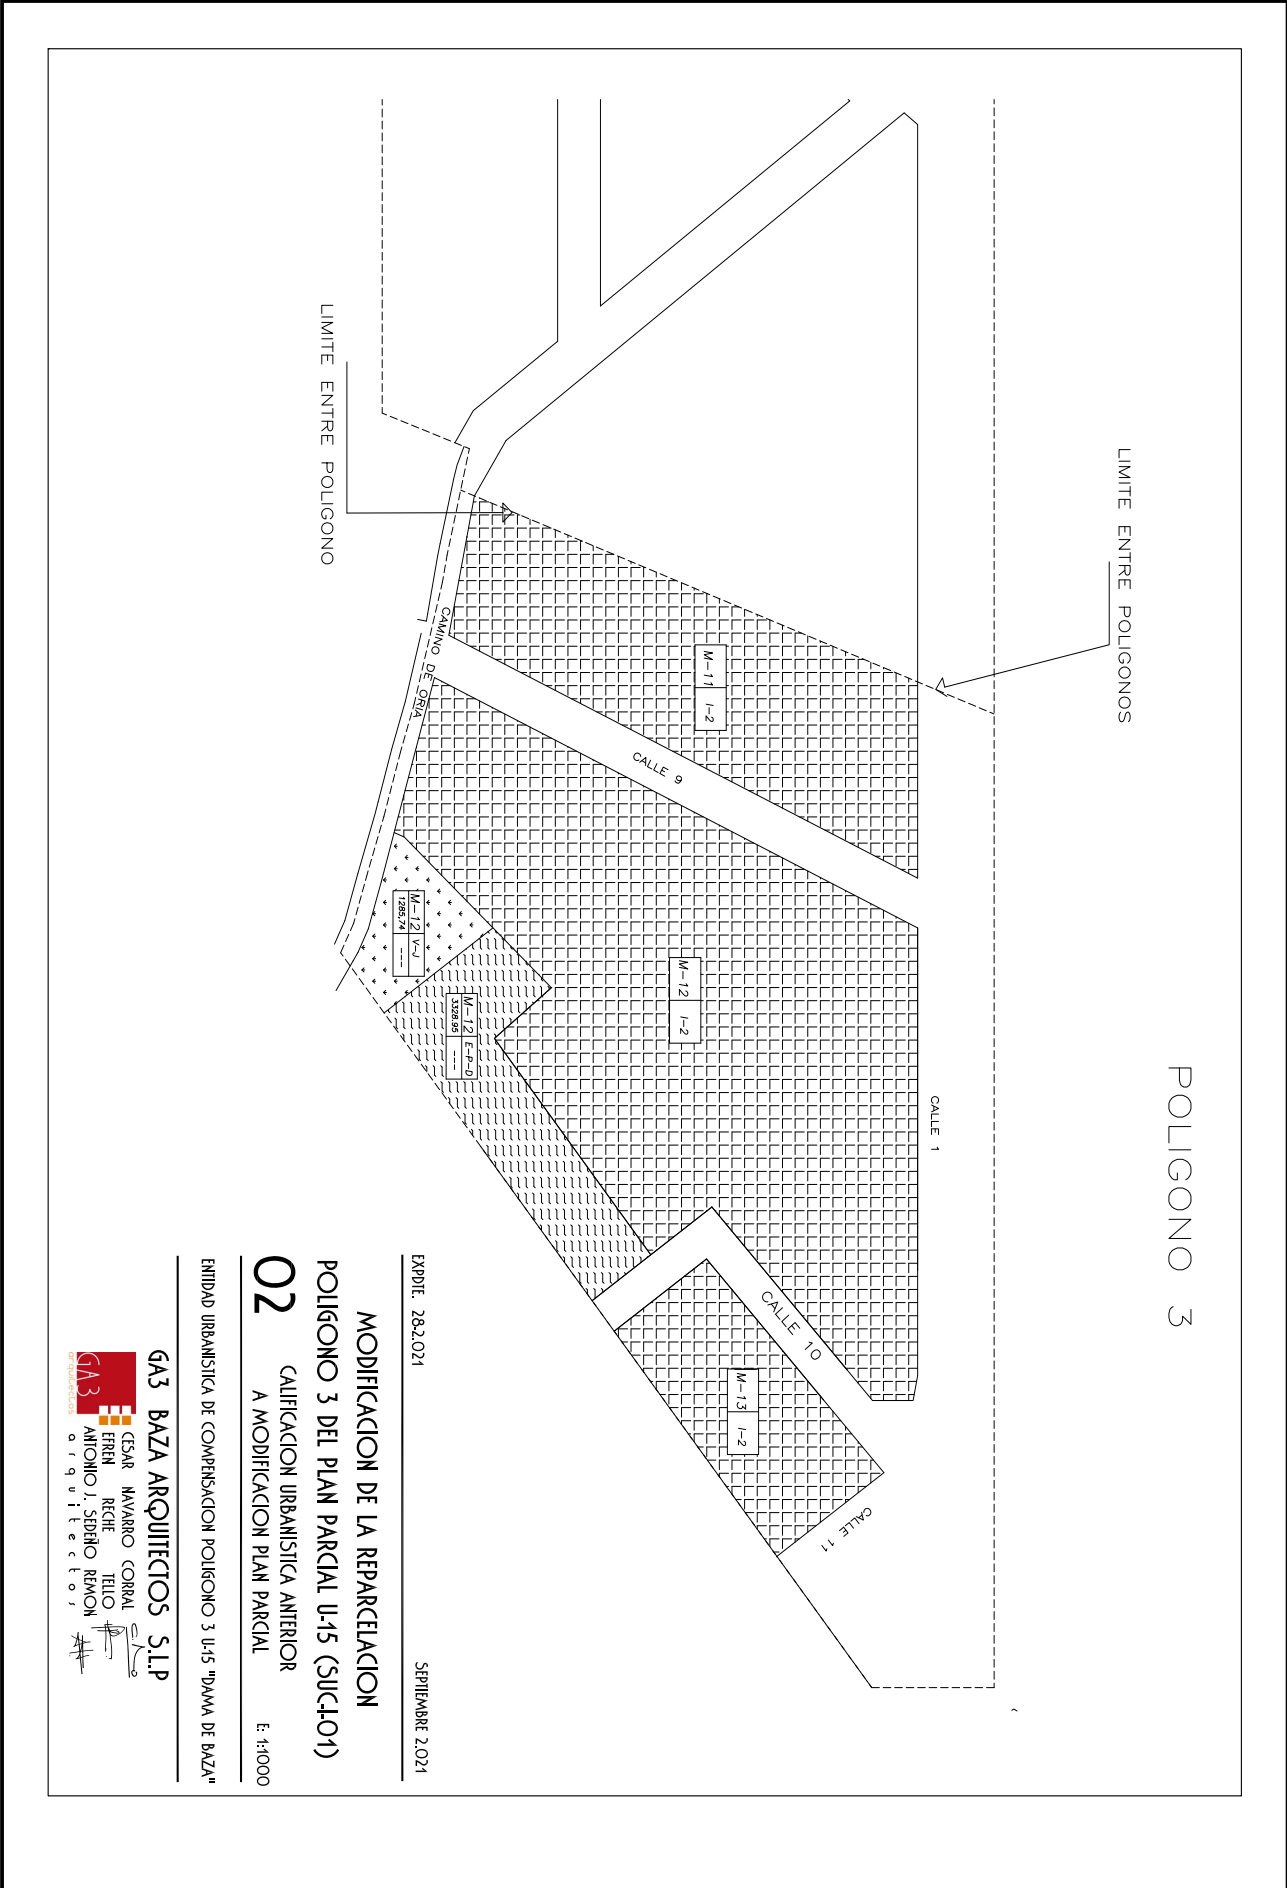 POLIGONO 3
LIMITE ENTRE POLIGONOS
LIMITE ENTRE POLIGONO
CALLE 1
M-11 I-2
CALLE 9
CAMINO DE ORIA
M-12 I-2
M-12 V-J
1285,74 ---
M-12 E-P-D
3328.95 ---
CALLE 10
M-13 I-2
CALLE 11
EXPDTE. 28-2.021 SEPTIEMBRE 2.021
MODIFICACION DE LA REPARCELACION
POLIGONO 3 DEL PLAN PARCIAL U-15 (SUC-I-01)
02 CALIFICACION URBANISTICA ANTERIOR
A MODIFICACION PLAN PARCIAL E: 1:1000
ENTIDAD URBANISTICA DE COMPENSACION POLIGONO 3 U-15 "DAMA DE BAZA"
GA3 BAZA ARQUITECTOS S.L.P
CESAR NAVARRO CORRAL
EFREN RECHE TELLO
ANTONIO J. SEDEÑO REMON
arquitectos
GA3
arquitectos